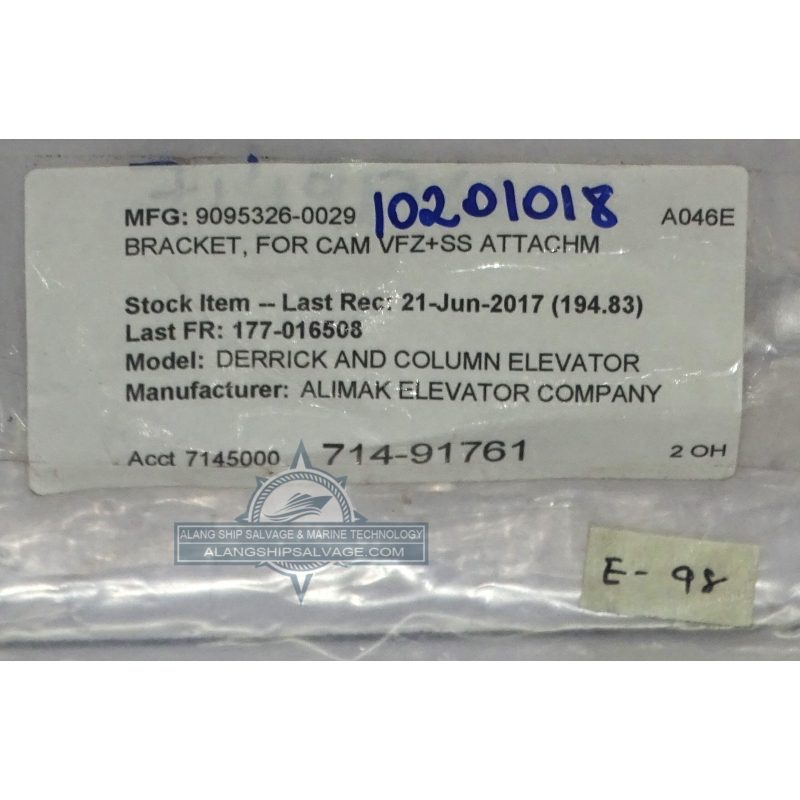 MFG: 9095326-0029 10201018 A046E
BRACKET, FOR CAM VFZ+SS ATTACHM
Stock Item -- Last Rec: 21-Jun-2017 (194.83)
Last FR: 177-016508
Model: DERRICK AND COLUMN ELEVATOR
Manufacturer: ALIMAK ELEVATOR COMPANY
Acct 7145000 714-91761 2 OH
ALANG SHIP SALVAGE & MARINE TECHNOLOGY
ALANGSHIPSALVAGE.COM
E-98